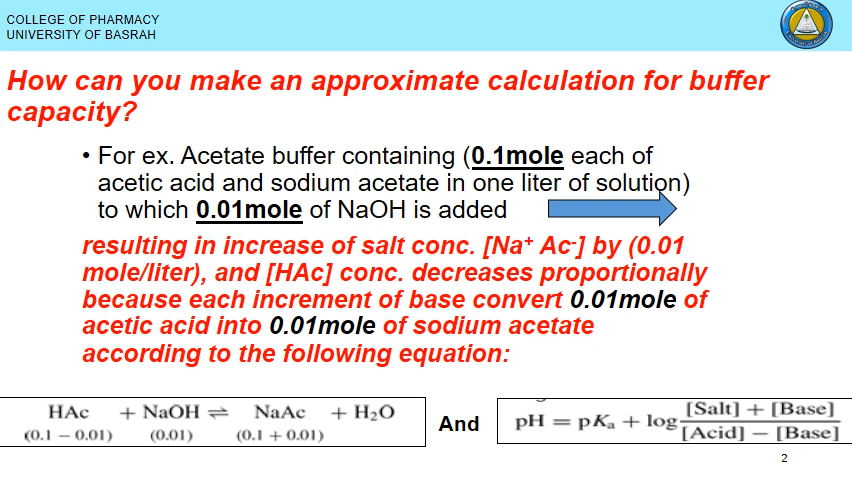 COLLEGE OF PHARMACY
UNIVERSITY OF BASRAH
How can you make an approximate calculation for buffer
capacity?
• For ex. Acetate buffer containing (0.1mole each of
acetic acid and sodium acetate in one liter of solution)
to which 0.01mole of NaOH is added
resulting in increase of salt conc. [Na⁺ Ac⁻] by (0.01
mole/liter), and [HAc] conc. decreases proportionally
because each increment of base convert 0.01mole of
acetic acid into 0.01mole of sodium acetate
according to the following equation:
HAc + NaOH ⇌ NaAc + H₂O
(0.1 − 0.01) (0.01) (0.1 + 0.01)
And
pH = pKₐ + log [Salt] + [Base]
[Acid] − [Base]
2